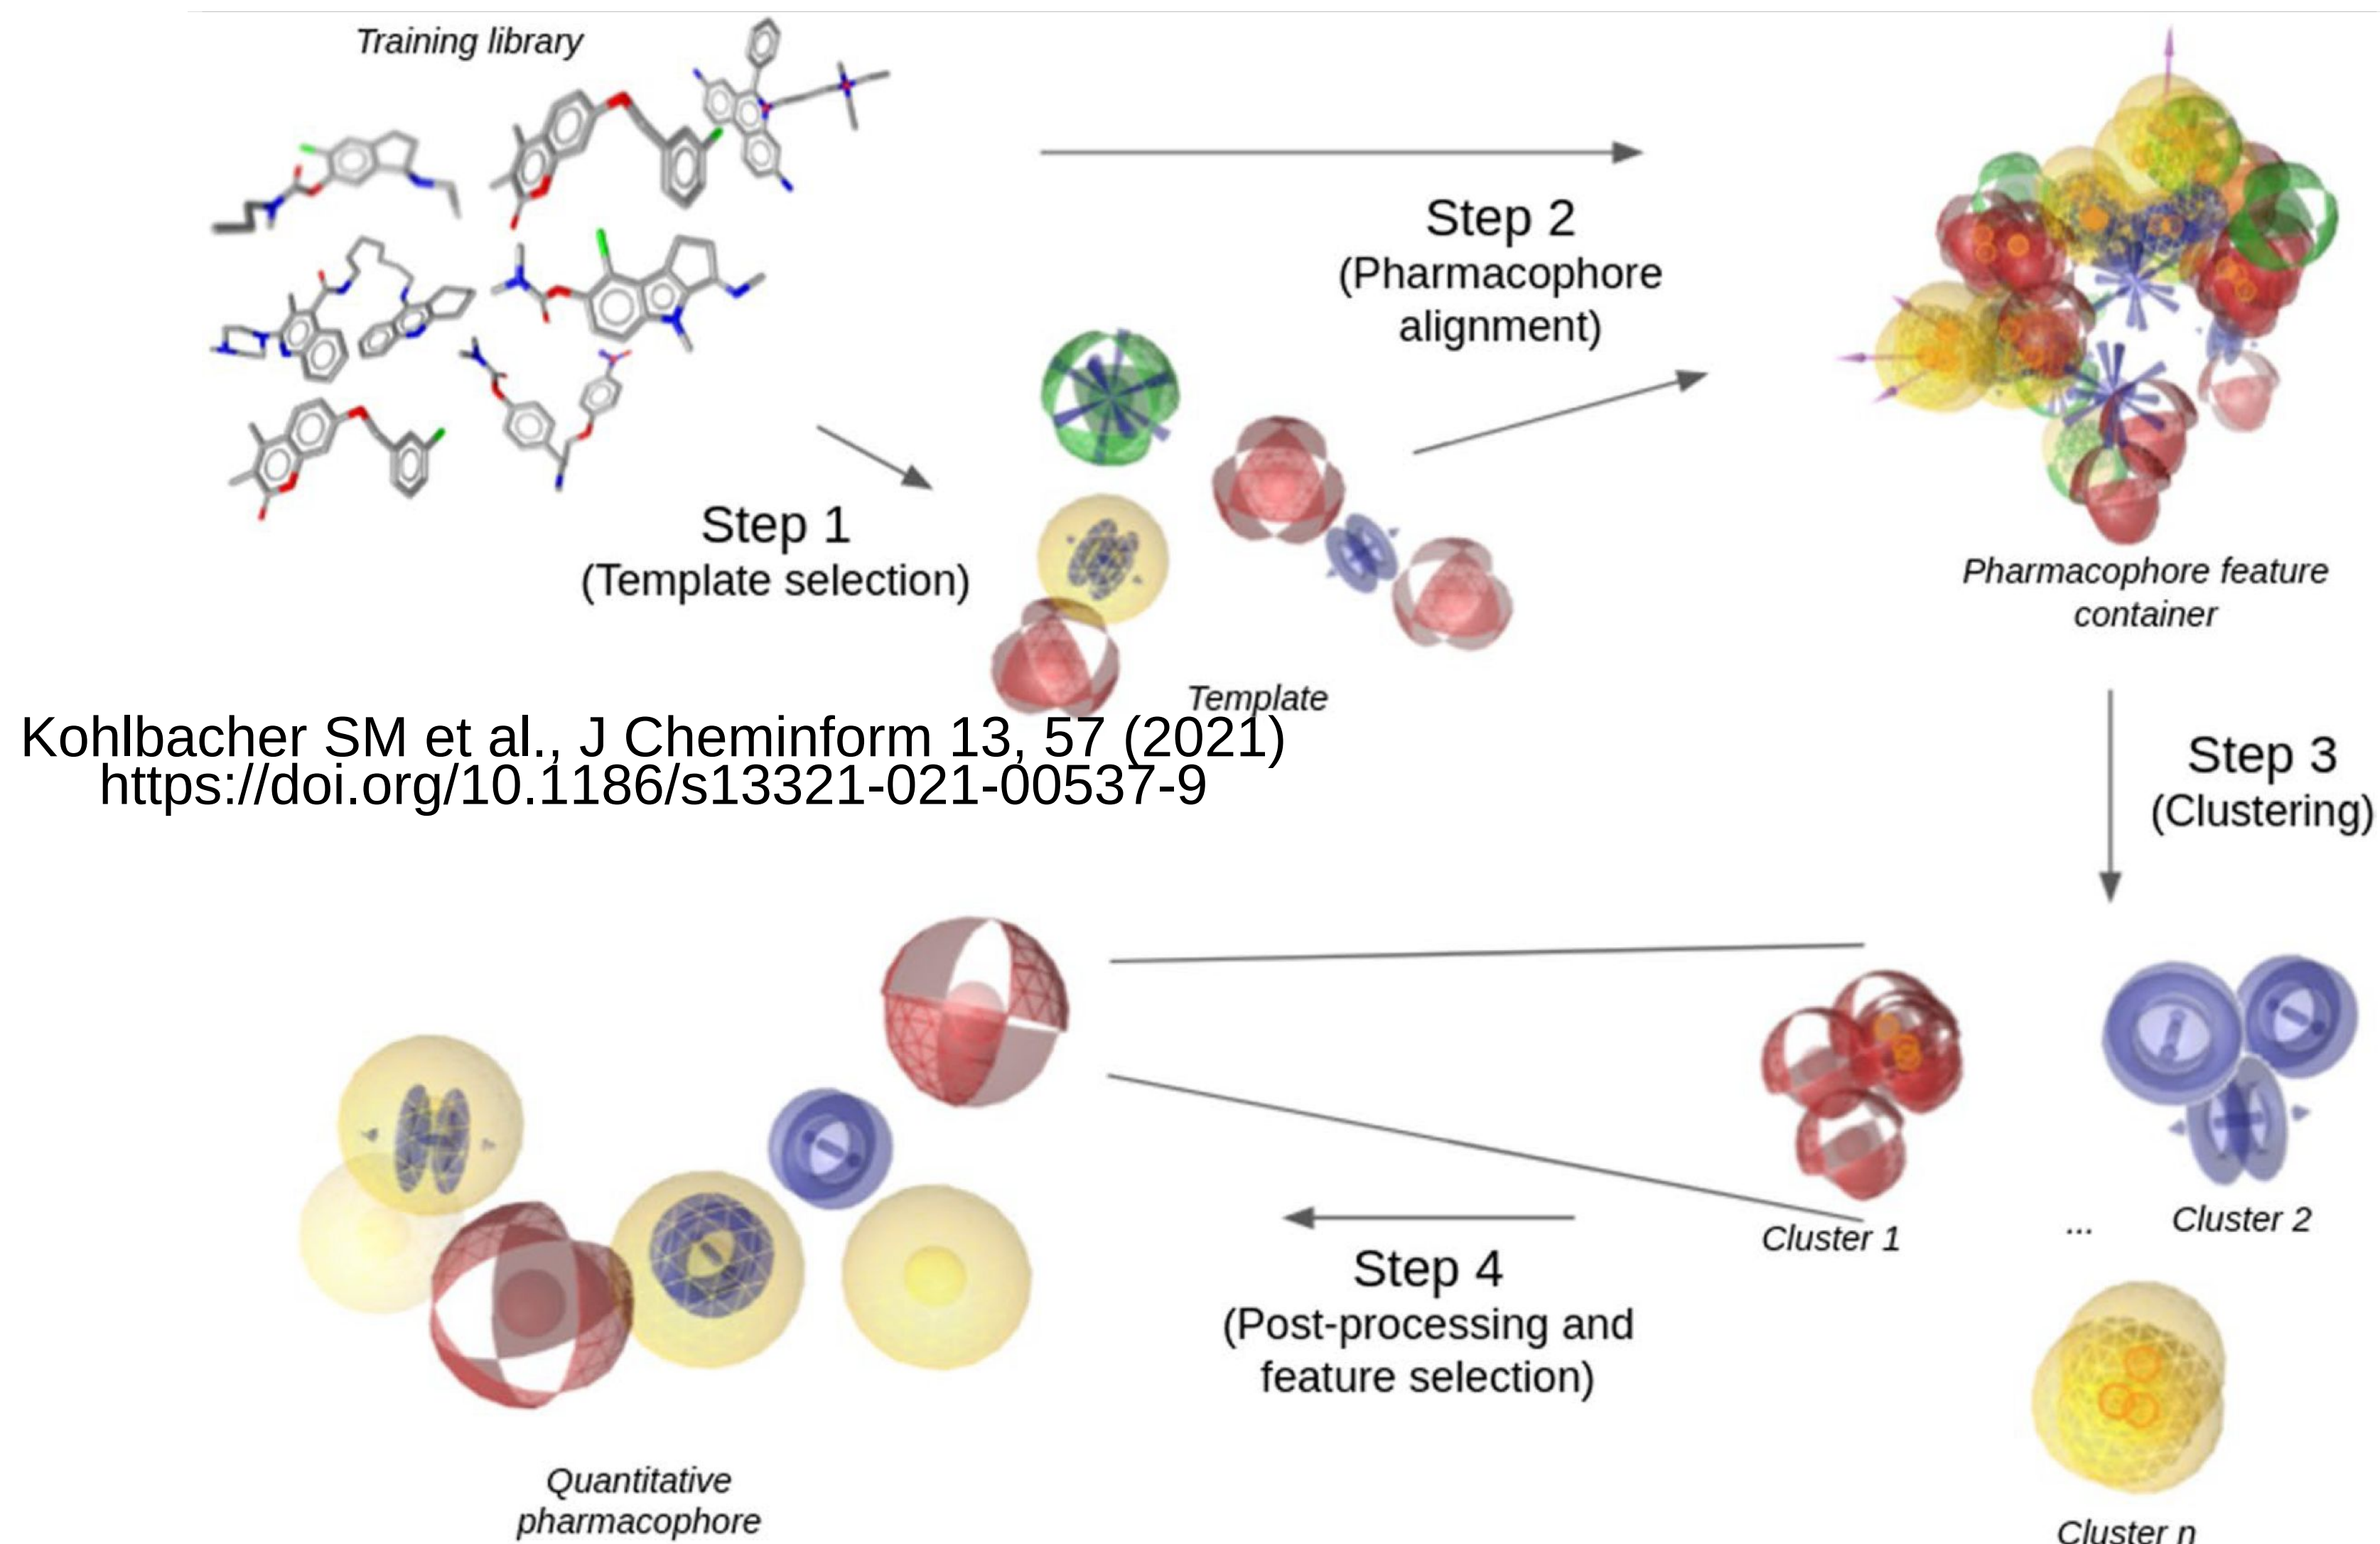 Training library
Step 2
(Pharmacophore
alignment)
Step 1
(Template selection)
Pharmacophore feature
container
Template
Kohlbacher SM et al., J Cheminform 13, 57 (2021)
https://doi.org/10.1186/s13321-021-00537-9
Step 3
(Clustering)
Cluster 1
...
Cluster 2
Step 4
(Post-processing and
feature selection)
Quantitative
pharmacophore
Cluster n